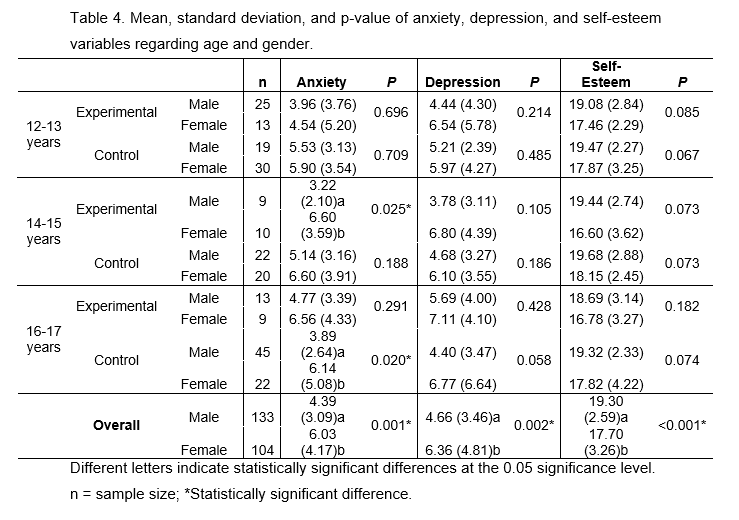 Table 4. Mean, standard deviation, and p-value of anxiety, depression, and self-esteem
variables regarding age and gender.
n Anxiety P Depression P Self-Esteem P
12-13 years Experimental Male 25 3.96 (3.76) 0.696 4.44 (4.30) 0.214 19.08 (2.84) 0.085
Female 13 4.54 (5.20) 6.54 (5.78) 17.46 (2.29)
Control Male 19 5.53 (3.13) 0.709 5.21 (2.39) 0.485 19.47 (2.27) 0.067
Female 30 5.90 (3.54) 5.97 (4.27) 17.87 (3.25)
14-15 years Experimental Male 9 3.22 (2.10)a 0.025* 3.78 (3.11) 0.105 19.44 (2.74) 0.073
Female 10 6.60 (3.59)b 6.80 (4.39) 16.60 (3.62)
Control Male 22 5.14 (3.16) 0.188 4.68 (3.27) 0.186 19.68 (2.88) 0.073
Female 20 6.60 (3.91) 6.10 (3.55) 18.15 (2.45)
16-17 years Experimental Male 13 4.77 (3.39) 0.291 5.69 (4.00) 0.428 18.69 (3.14) 0.182
Female 9 6.56 (4.33) 7.11 (4.10) 16.78 (3.27)
Control Male 45 3.89 (2.64)a 0.020* 4.40 (3.47) 0.058 19.32 (2.33) 0.074
Female 22 6.14 (5.08)b 6.77 (6.64) 17.82 (4.22)
Overall Male 133 4.39 (3.09)a 0.001* 4.66 (3.46)a 0.002* 19.30 (2.59)a <0.001*
Female 104 6.03 (4.17)b 6.36 (4.81)b 17.70 (3.26)b
Different letters indicate statistically significant differences at the 0.05 significance level.
n = sample size; *Statistically significant difference.